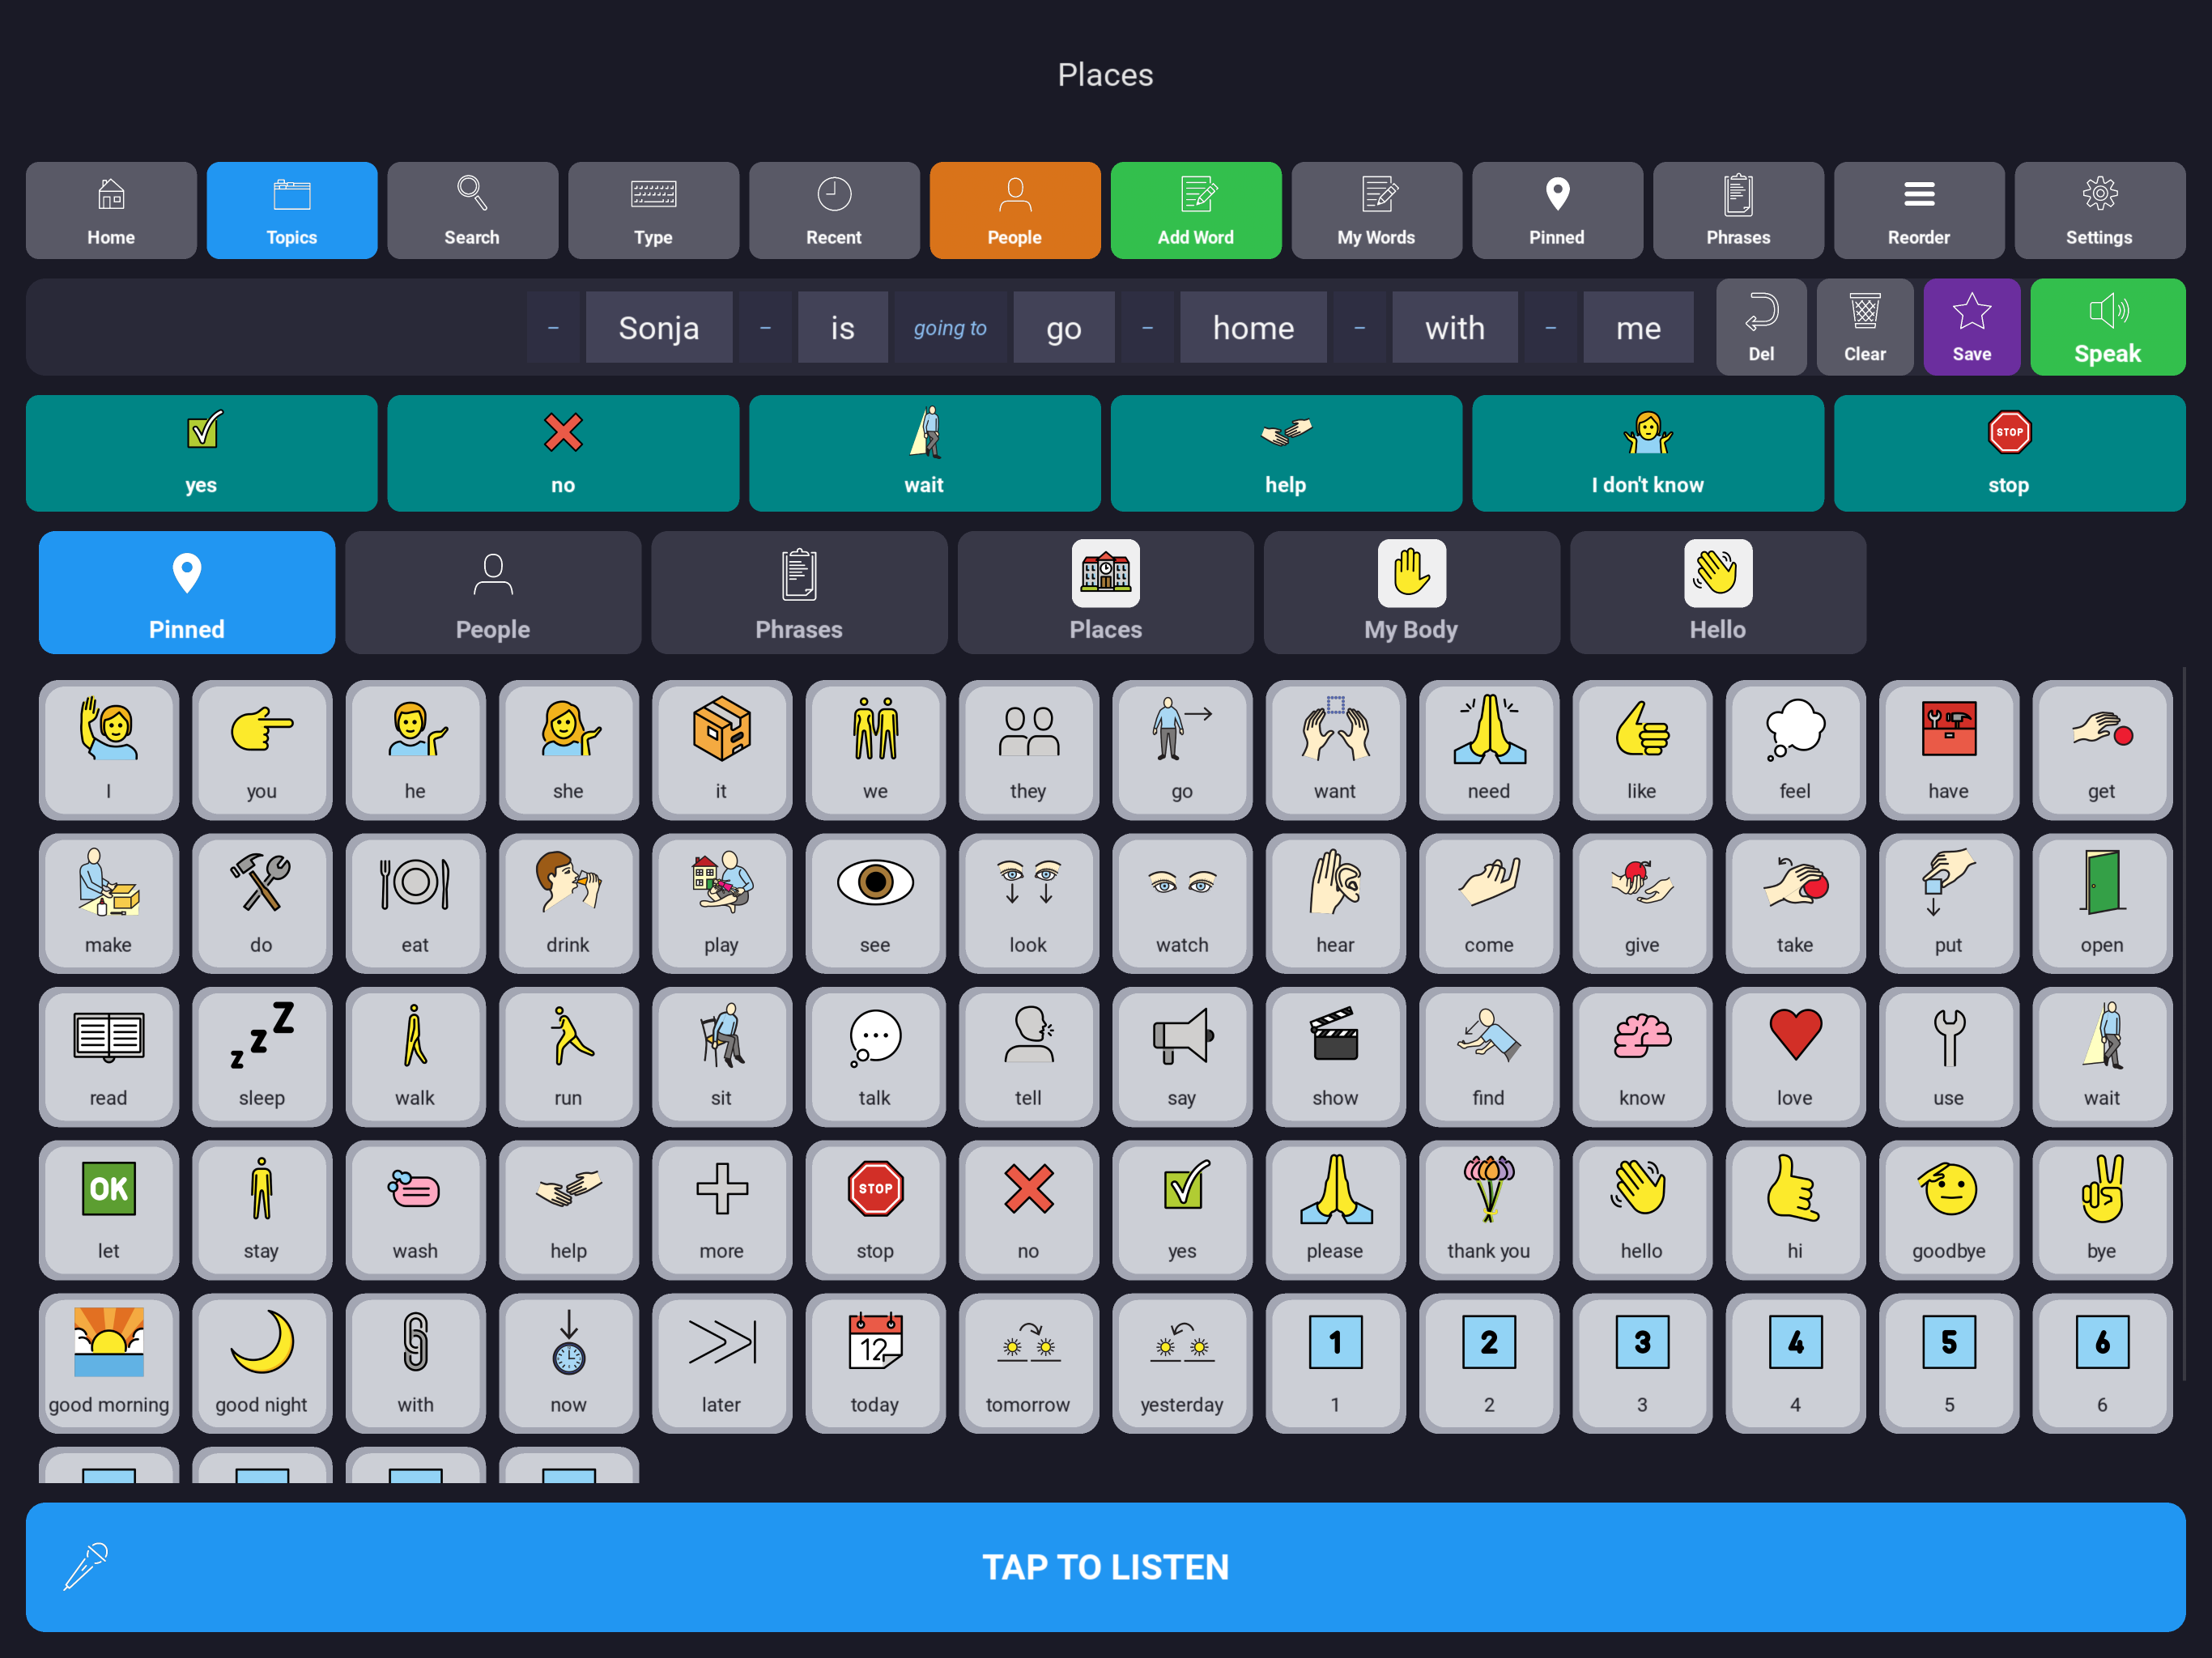 Places
Home Topics Search Type Recent People Add Word My Words Pinned Phrases Reorder Settings
– Sonja – is going to go – home – with – me Del Clear Save Speak
STOP
yes no wait help I don't know stop
Pinned People Phrases Places My Body Hello
I you he she it we they go want need like feel have get
make do eat drink play see look watch hear come give take put open
z z Z
read sleep walk run sit talk tell say show find know love use wait
OK STOP
let stay wash help more stop no yes please thank you hello hi goodbye bye
12 1 2 3 4 5 6
good morning good night with now later today tomorrow yesterday 1 2 3 4 5 6
TAP TO LISTEN